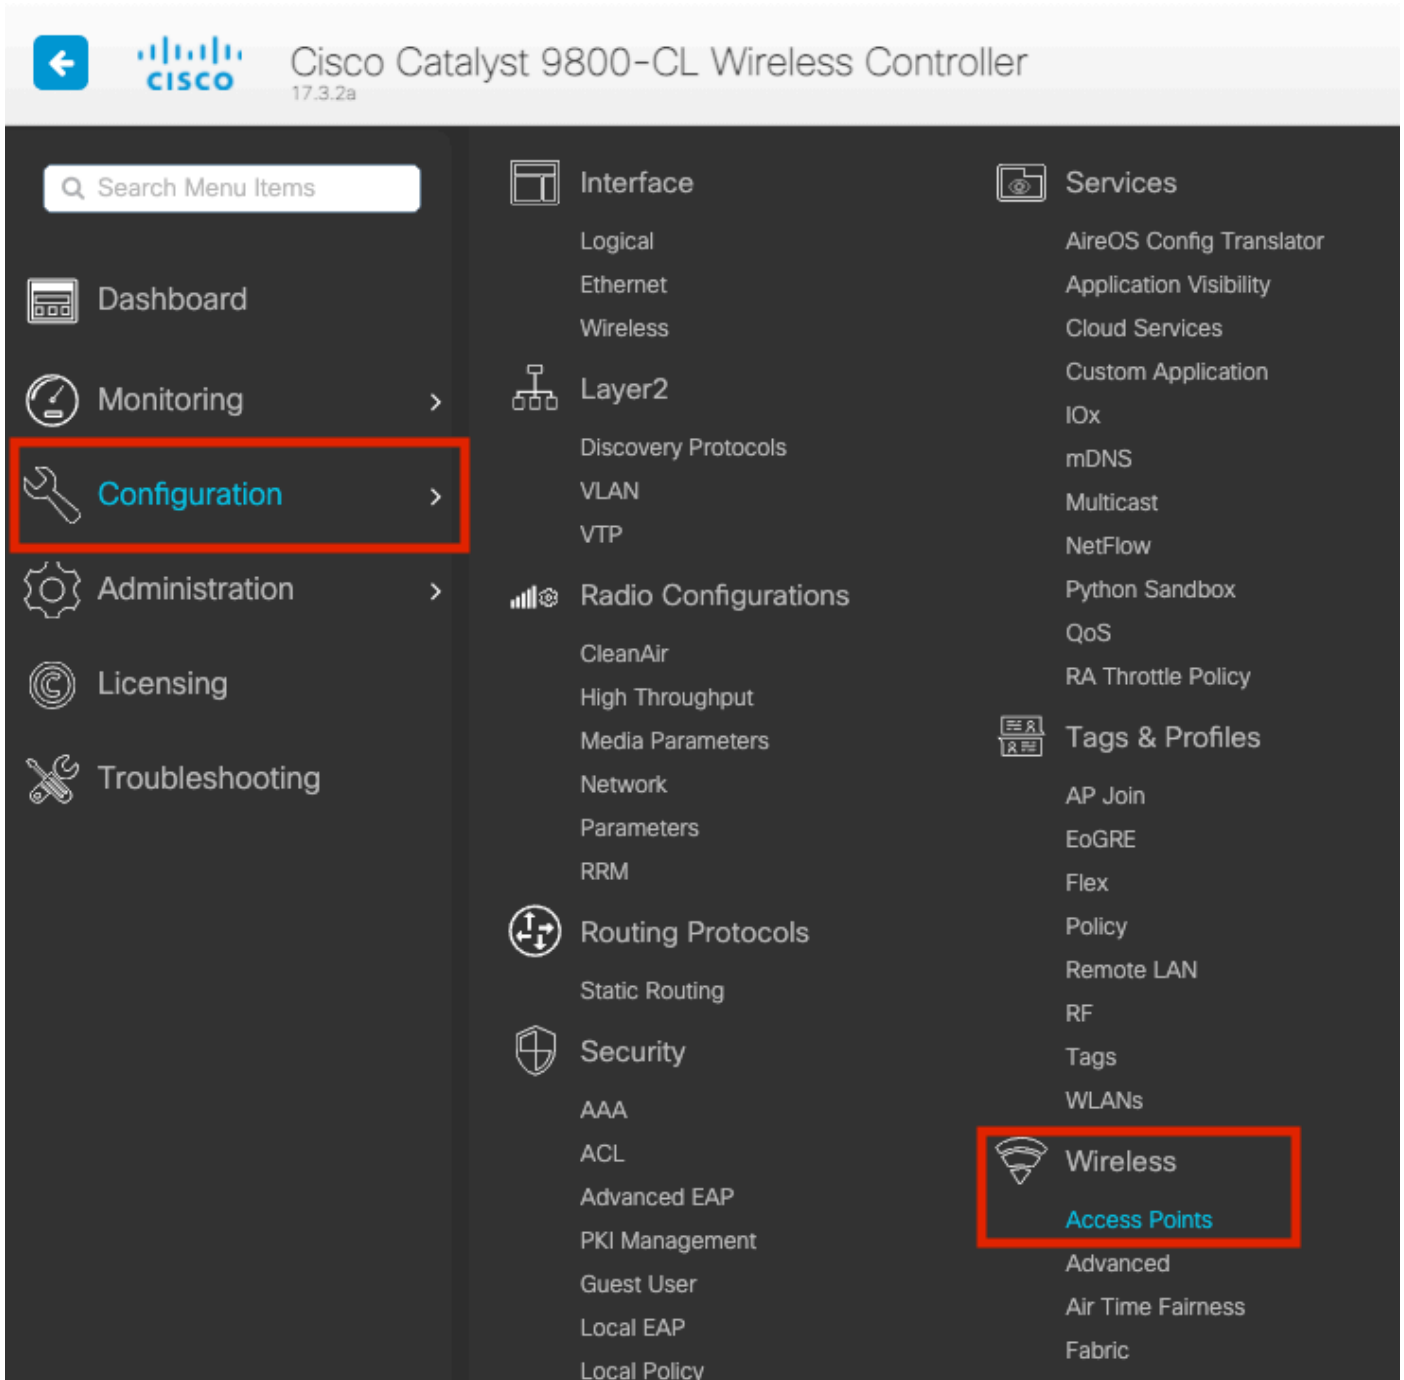 CISCO
Cisco Catalyst 9800-CL Wireless Controller
17.3.2a
Search Menu Items
Dashboard
Monitoring
Configuration
Administration
Licensing
Troubleshooting
Interface
Logical
Ethernet
Wireless
Layer2
Discovery Protocols
VLAN
VTP
Radio Configurations
CleanAir
High Throughput
Media Parameters
Network
Parameters
RRM
Routing Protocols
Static Routing
Security
AAA
ACL
Advanced EAP
PKI Management
Guest User
Local EAP
Local Policy
Services
AireOS Config Translator
Application Visibility
Cloud Services
Custom Application
IOx
mDNS
Multicast
NetFlow
Python Sandbox
QoS
RA Throttle Policy
Tags & Profiles
AP Join
EoGRE
Flex
Policy
Remote LAN
RF
Tags
WLANs
Wireless
Access Points
Advanced
Air Time Fairness
Fabric